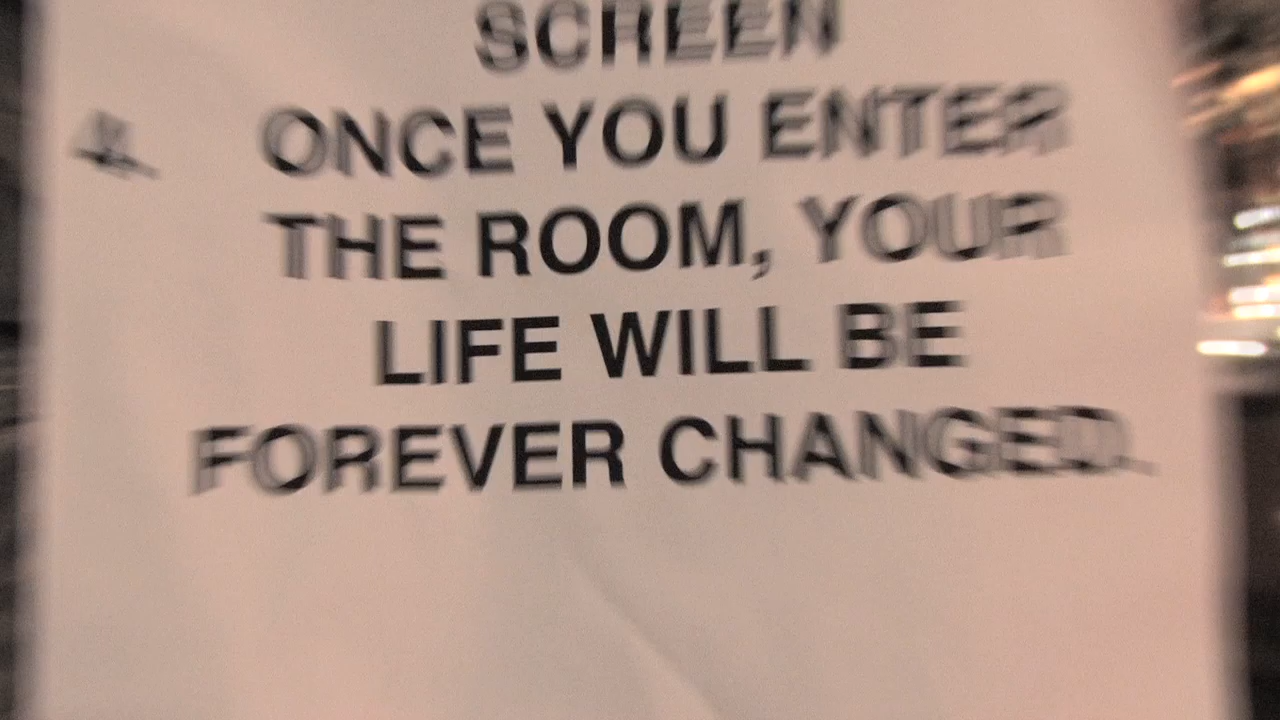 SCREEN
ONCE YOU ENTER
THE ROOM, YOUR
LIFE WILL BE
FOREVER CHANGED.